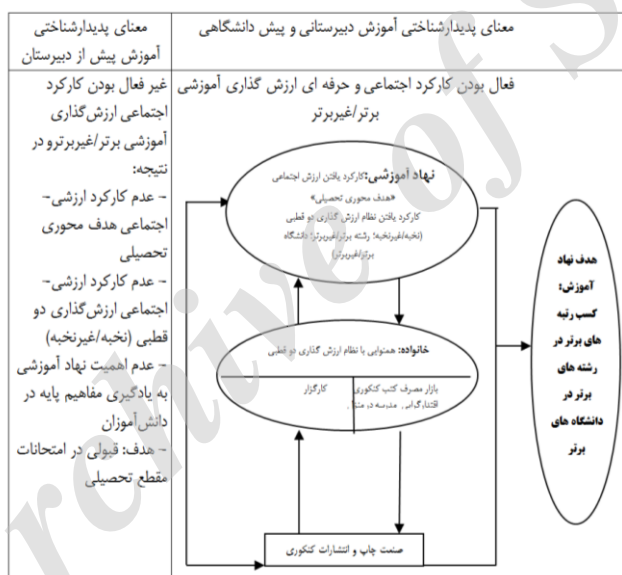 معنای پدیدارشناختی آموزش دبیرستانی و پیش دانشگاهی
معنای پدیدارشناختی
آموزش پیش از دبیرستان
فعال بودن کارکرد اجتماعی و حرفه ای ارزش گذاری آموزشی
برتر/غیربرتر
نهاد آموزشی:کارکرد یافتن ارزش اجتماعی
«هدف محوری تحصیلی»
کارکرد یافتن نظام ارزش گذاری دو قطبی
(نخبه/غیرنخبه؛ رشته برتر/غیربرتر؛ دانشگاه
برتر/غیربرتر)
خانواده: همنوایی با نظام ارزش گذاری دو قطبی
بازار مصرف کتب کنکوری
کارگزار
اقتدارگرایی مدرسه در
صنعت چاپ و انتشارات کنکوری
هدف نهاد
آموزش:
کسب رتبه
های برتر در
رشته های
برتر در
دانشگاه های
برتر
غیر فعال بودن کارکرد
اجتماعی ارزش‌گذاری
آموزشی برتر/غیربرترو در
نتیجه:
- عدم کارکرد ارزشی-
اجتماعی هدف محوری
تحصیلی
- عدم کارکرد ارزشی-
اجتماعی ارزش‌گذاری دو
قطبی (نخبه/غیرنخبه)
- عدم اهمیت نهاد آموزشی
به یادگیری مفاهیم پایه در
دانش‌آموزان
- هدف: قبولی در امتحانات
مقطع تحصیلی
rchive of S